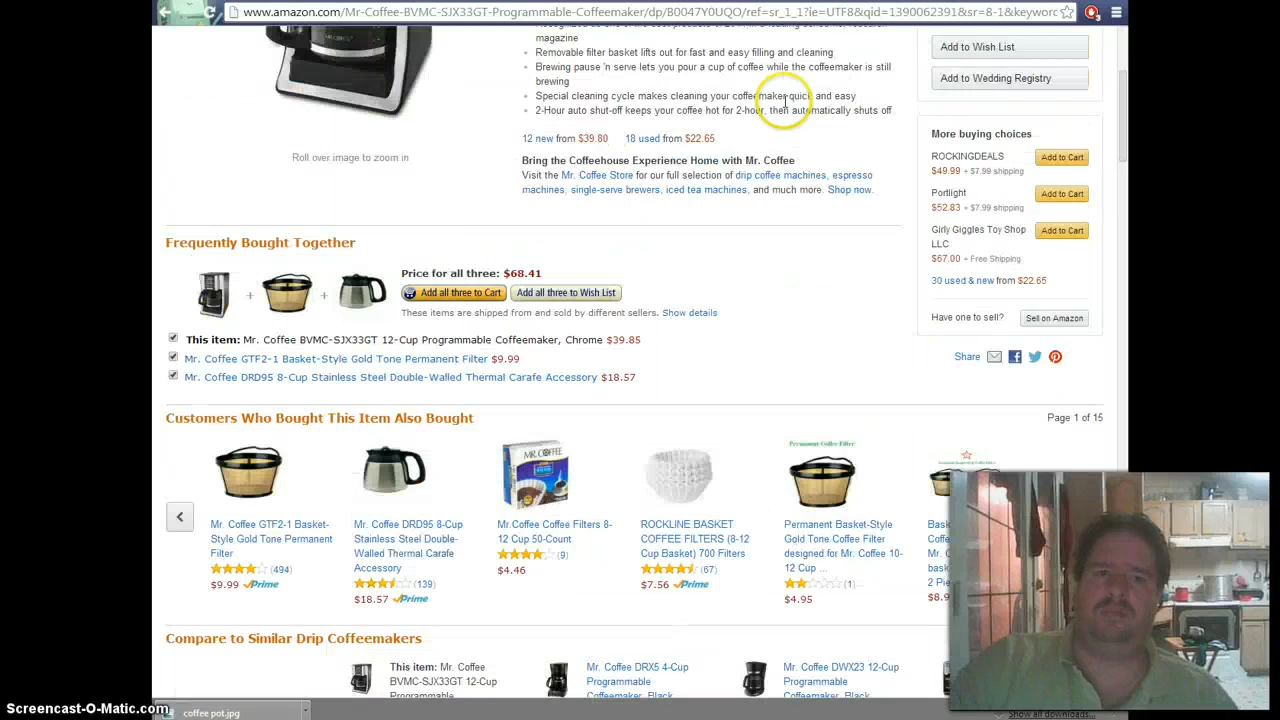 www.amazon.com/Mr-Coffee-BVMC-SJX33GT-Programmable-Coffeemaker/dp/B0047Y0UQO/ref=sr_1_1?ie=UTF8&qid=1390062391&sr=8-1&keyworc
3
magazine
Removable filter basket lifts out for fast and easy filling and cleaning
Brewing pause 'n serve lets you pour a cup of coffee while the coffeemaker is still
brewing
Special cleaning cycle makes cleaning your coffeemaker quick and easy
2-Hour auto shut-off keeps your coffee hot for 2-hour, then automatically shuts off
12 new from $39.80 18 used from $22.65
Roll over image to zoom in
Bring the Coffeehouse Experience Home with Mr. Coffee
Visit the Mr. Coffee Store for our full selection of drip coffee machines, espresso
machines, single-serve brewers, iced tea machines, and much more. Shop now.
Add to Wish List
Add to Wedding Registry
More buying choices
ROCKINGDEALS
$49.99 + $7.99 shipping
Add to Cart
Portlight
$52.83 + $7.99 shipping
Add to Cart
Girly Giggles Toy Shop
LLC
$67.00 + Free Shipping
Add to Cart
30 used & new from $22.65
Have one to sell? Sell on Amazon
Share
Frequently Bought Together
Price for all three: $68.41
Add all three to Cart Add all three to Wish List
These items are shipped from and sold by different sellers. Show details
This item: Mr. Coffee BVMC-SJX33GT 12-Cup Programmable Coffeemaker, Chrome $39.85
Mr. Coffee GTF2-1 Basket-Style Gold Tone Permanent Filter $9.99
Mr. Coffee DRD95 8-Cup Stainless Steel Double-Walled Thermal Carafe Accessory $18.57
Customers Who Bought This Item Also Bought
Page 1 of 15
MR. COFFEE
Permanent Coffee Filter
Mr. Coffee GTF2-1 Basket-
Style Gold Tone Permanent
Filter
(494)
$9.99 Prime
Mr. Coffee DRD95 8-Cup
Stainless Steel Double-
Walled Thermal Carafe
Accessory
(139)
$18.57 Prime
Mr.Coffee Coffee Filters 8-
12 Cup 50-Count
(9)
$4.46
ROCKLINE BASKET
COFFEE FILTERS (8-12
Cup Basket) 700 Filters
(67)
$7.56 Prime
Permanent Basket-Style
Gold Tone Coffee Filter
designed for Mr. Coffee 10-
12 Cup ...
(1)
$4.95
Compare to Similar Drip Coffeemakers
This item: Mr. Coffee
BVMC-SJX33GT 12-Cup
Programmable
Mr. Coffee DRX5 4-Cup
Programmable
Coffeemaker, Black
Mr. Coffee DWX23 12-Cup
Programmable
Coffeemaker, Black
Screencast-O-Matic.com
coffee pot.jpg
Show all downloads...